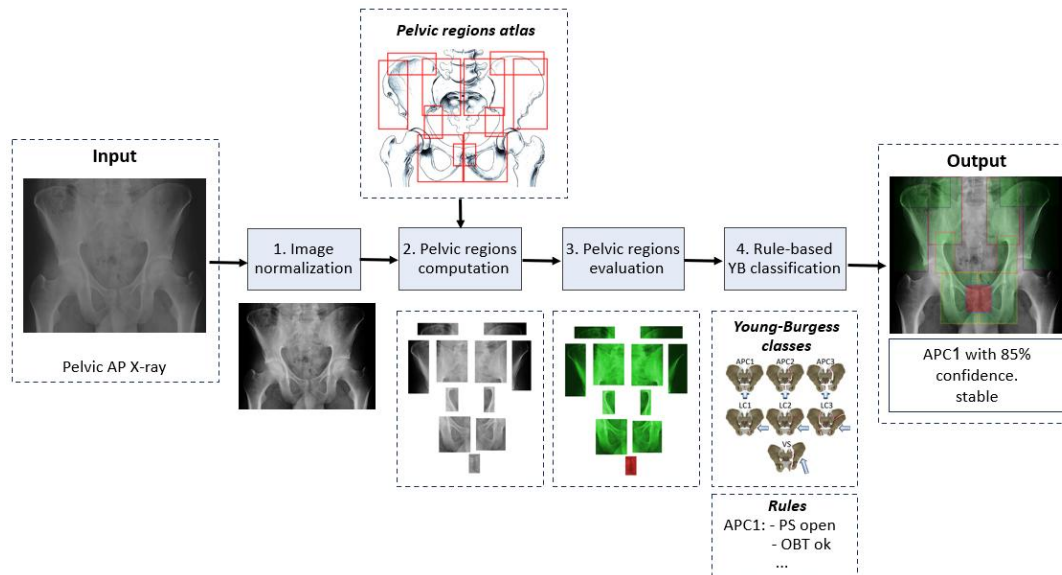 Pelvic regions atlas
Input
Pelvic AP X-ray
1. Image
normalization
2. Pelvic regions
computation
3. Pelvic regions
evaluation
4. Rule-based
YB classification
Young-Burgess
classes
APC1 APC2 APC3
LC1 LC2 LC3
VS
Rules
APC1: - PS open
- OBT ok
...
Output
APC1 with 85%
confidence.
stable